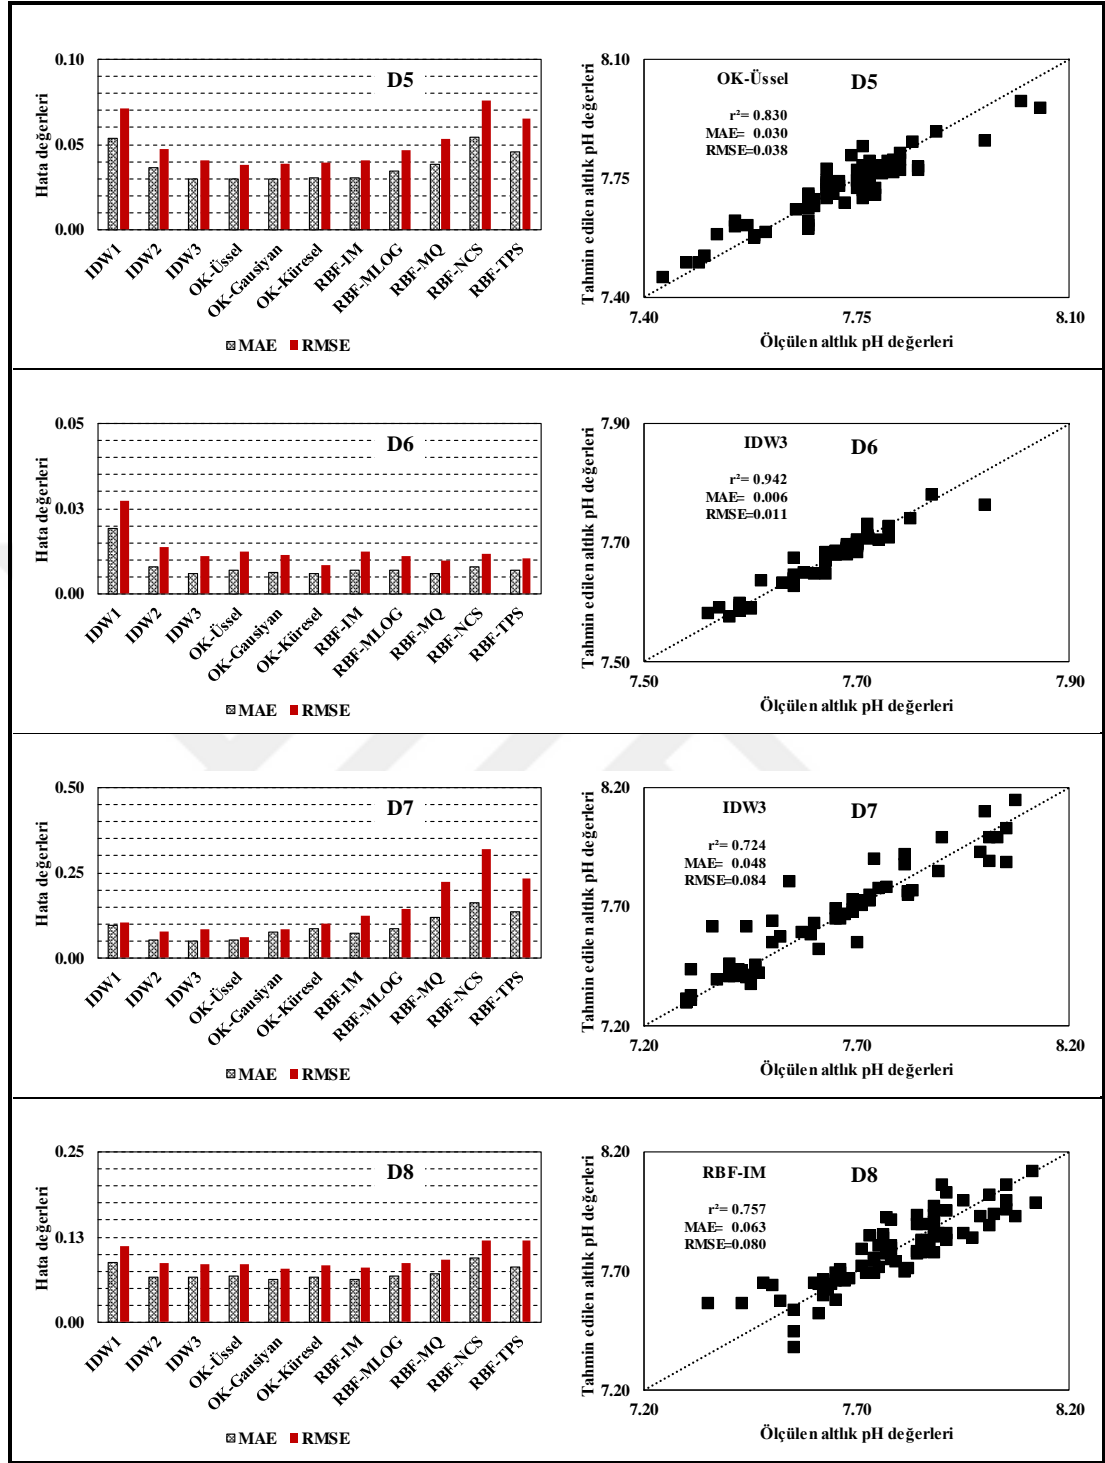 0.10
0.05
0.00
Hata değerleri
D5
IDW1
IDW2
IDW3
OK-Üssel
OK-Gausiyan
OK-Küresel
RBF-IM
RBF-MLOG
RBF-MQ
RBF-NCS
RBF-TPS
MAE RMSE
8.10
7.75
7.40
Tahmin edilen altlık pH değerleri
OK-Üssel D5
r²= 0.830
MAE= 0.030
RMSE=0.038
7.40 7.75 8.10
Ölçülen altlık pH değerleri
0.05
0.03
0.00
Hata değerleri
D6
IDW1
IDW2
IDW3
OK-Üssel
OK-Gausiyan
OK-Küresel
RBF-IM
RBF-MLOG
RBF-MQ
RBF-NCS
RBF-TPS
MAE RMSE
7.90
7.70
7.50
Tahmin edilen altlık pH değerleri
IDW3 D6
r²= 0.942
MAE= 0.006
RMSE=0.011
7.50 7.70 7.90
Ölçülen altlık pH değerleri
0.50
0.25
0.00
Hata değerleri
D7
IDW1
IDW2
IDW3
OK-Üssel
OK-Gausiyan
OK-Küresel
RBF-IM
RBF-MLOG
RBF-MQ
RBF-NCS
RBF-TPS
MAE RMSE
8.20
7.70
7.20
Tahmin edilen altlık pH değerleri
IDW3 D7
r²= 0.724
MAE= 0.048
RMSE=0.084
7.20 7.70 8.20
Ölçülen altlık pH değerleri
0.25
0.13
0.00
Hata değerleri
D8
IDW1
IDW2
IDW3
OK-Üssel
OK-Gausiyan
OK-Küresel
RBF-IM
RBF-MLOG
RBF-MQ
RBF-NCS
RBF-TPS
MAE RMSE
8.20
7.70
7.20
Tahmin edilen altlık pH değerleri
RBF-IM D8
r²= 0.757
MAE= 0.063
RMSE=0.080
7.20 7.70 8.20
Ölçülen altlık pH değerleri